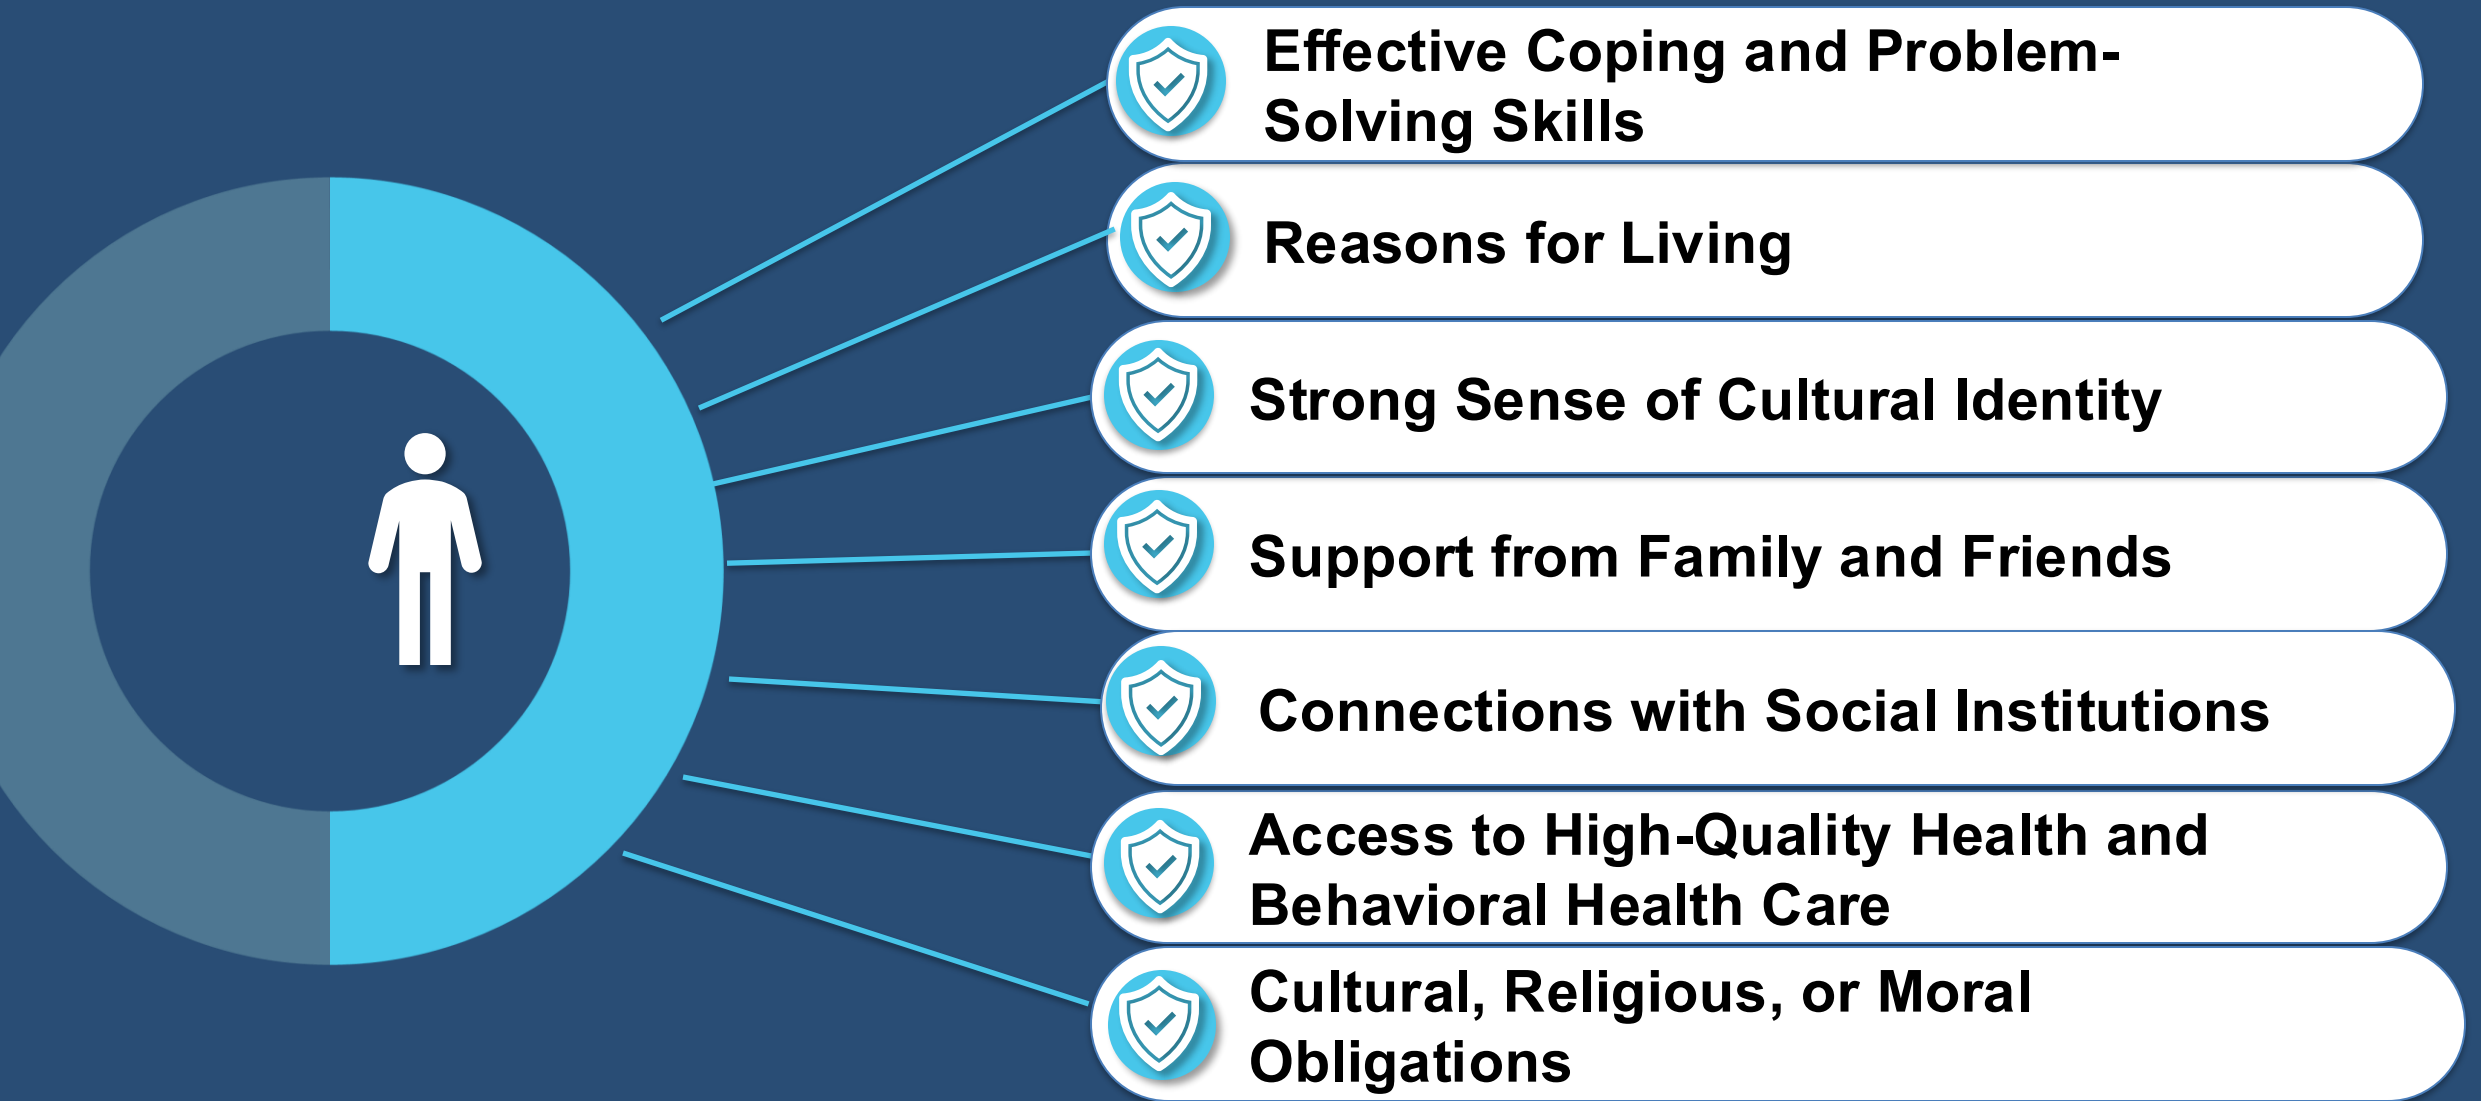 Effective Coping and Problem-
Solving Skills
Reasons for Living
Strong Sense of Cultural Identity
Support from Family and Friends
Connections with Social Institutions
Access to High-Quality Health and
Behavioral Health Care
Cultural, Religious, or Moral
Obligations